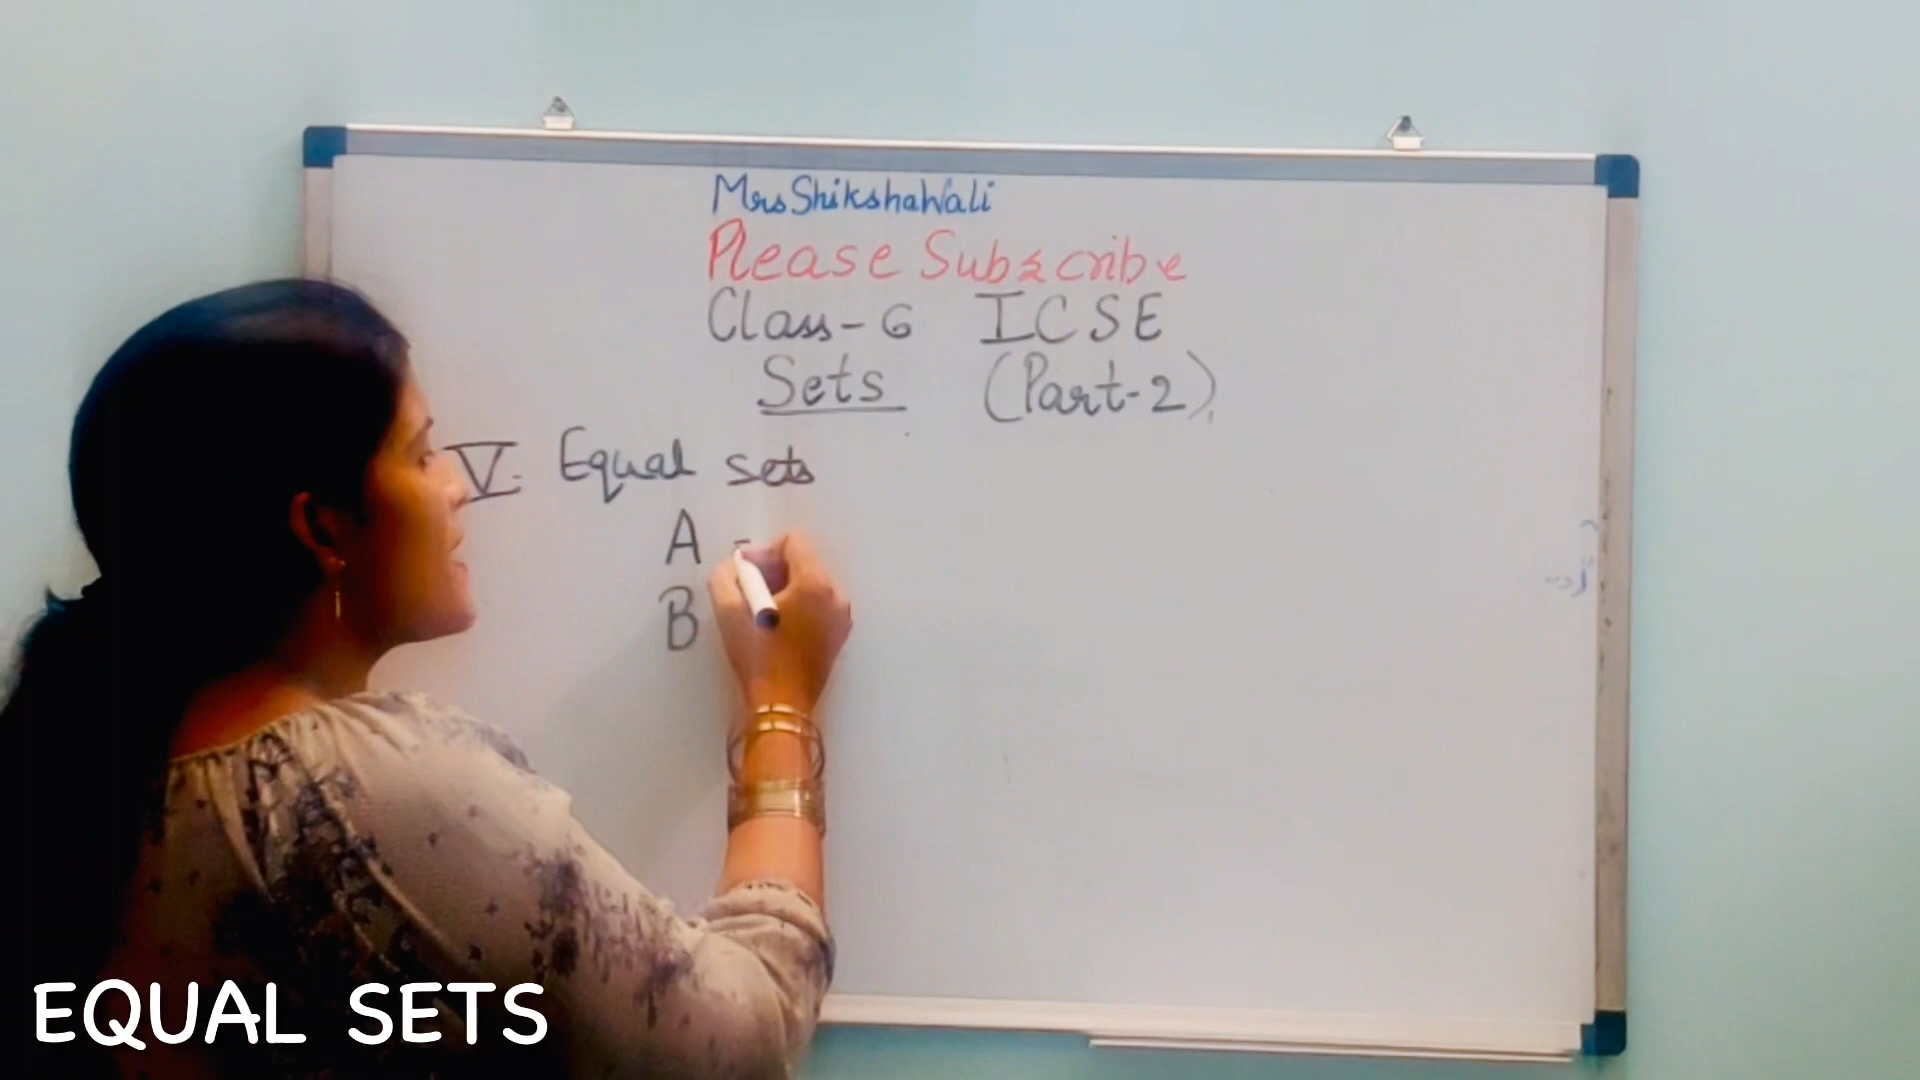 MrsShikshaWali
Please Subscribe
Class-6 ICSE
Sets (Part-2)
V. Equal sets
A =
B
EQUAL SETS